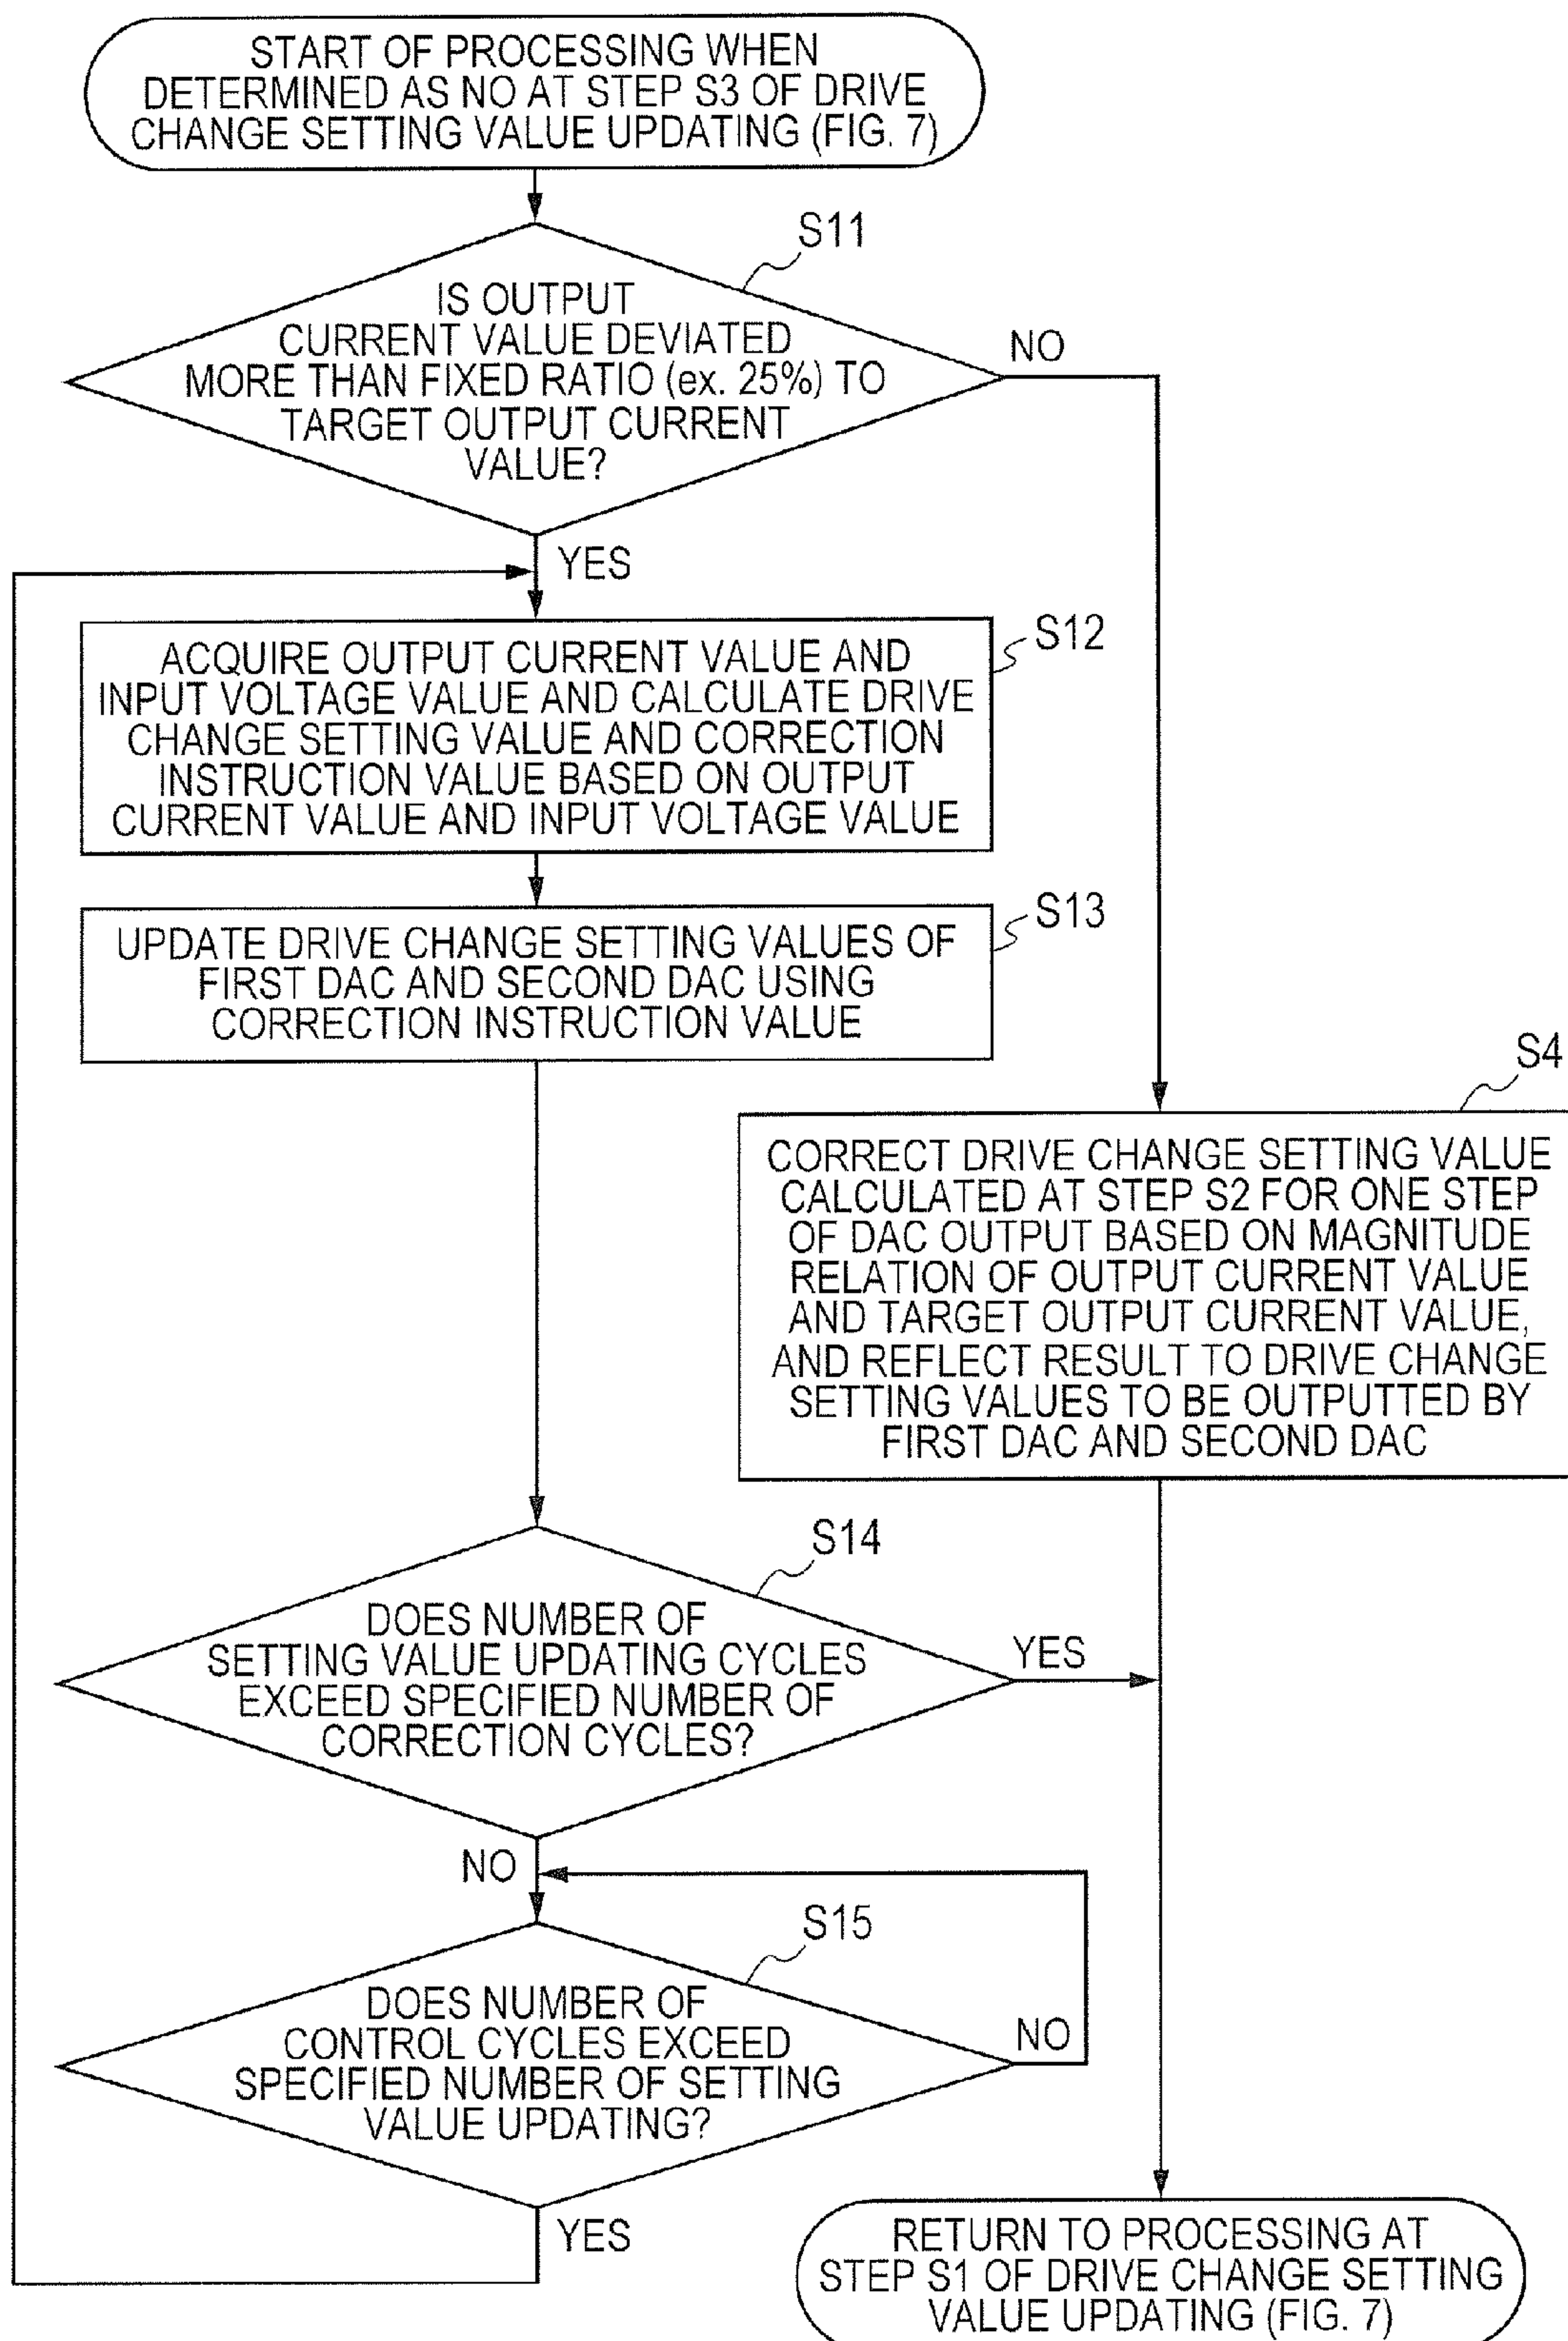 START OF PROCESSING WHEN
DETERMINED AS NO AT STEP S3 OF DRIVE
CHANGE SETTING VALUE UPDATING (FIG. 7)
S11
IS OUTPUT
CURRENT VALUE DEVIATED
MORE THAN FIXED RATIO (ex. 25%) TO
TARGET OUTPUT CURRENT
VALUE?
NO
YES
S12
ACQUIRE OUTPUT CURRENT VALUE AND
INPUT VOLTAGE VALUE AND CALCULATE DRIVE
CHANGE SETTING VALUE AND CORRECTION
INSTRUCTION VALUE BASED ON OUTPUT
CURRENT VALUE AND INPUT VOLTAGE VALUE
S13
UPDATE DRIVE CHANGE SETTING VALUES OF
FIRST DAC AND SECOND DAC USING
CORRECTION INSTRUCTION VALUE
S4
CORRECT DRIVE CHANGE SETTING VALUE
CALCULATED AT STEP S2 FOR ONE STEP
OF DAC OUTPUT BASED ON MAGNITUDE
RELATION OF OUTPUT CURRENT VALUE
AND TARGET OUTPUT CURRENT VALUE,
AND REFLECT RESULT TO DRIVE CHANGE
SETTING VALUES TO BE OUTPUTTED BY
FIRST DAC AND SECOND DAC
S14
DOES NUMBER OF
SETTING VALUE UPDATING CYCLES
EXCEED SPECIFIED NUMBER OF
CORRECTION CYCLES?
YES
NO
S15
DOES NUMBER OF
CONTROL CYCLES EXCEED
SPECIFIED NUMBER OF SETTING
VALUE UPDATING?
NO
YES
RETURN TO PROCESSING AT
STEP S1 OF DRIVE CHANGE SETTING
VALUE UPDATING (FIG. 7)